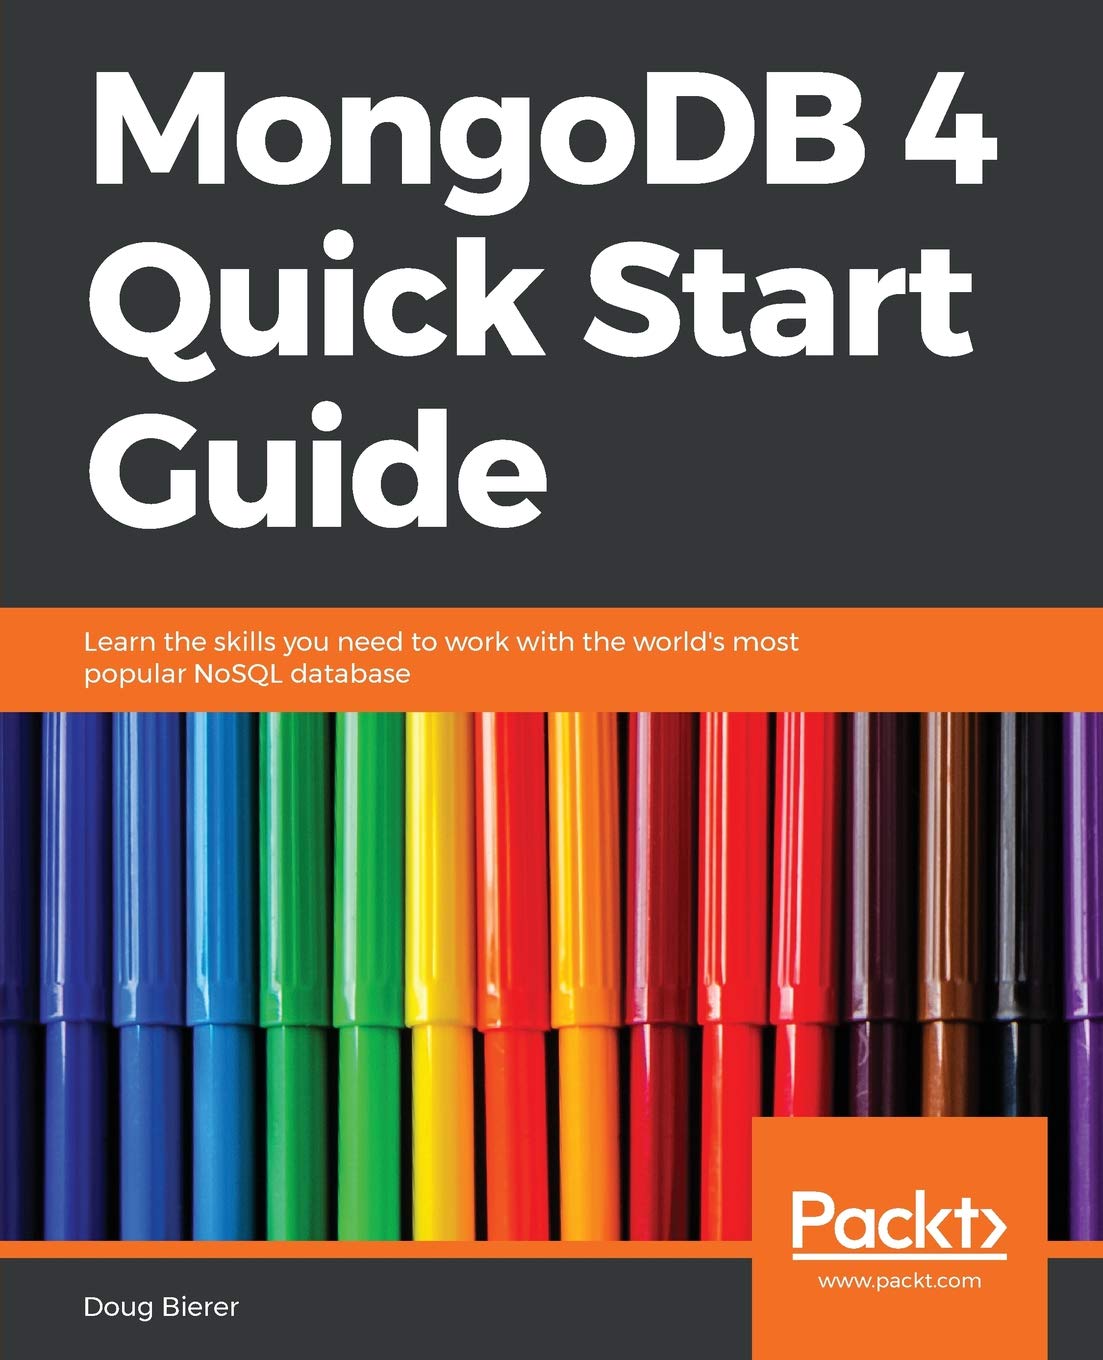 MongoDB 4
Quick Start
Guide
Learn the skills you need to work with the world's most
popular NoSQL database
Packt>
www.packt.com
Doug Bierer